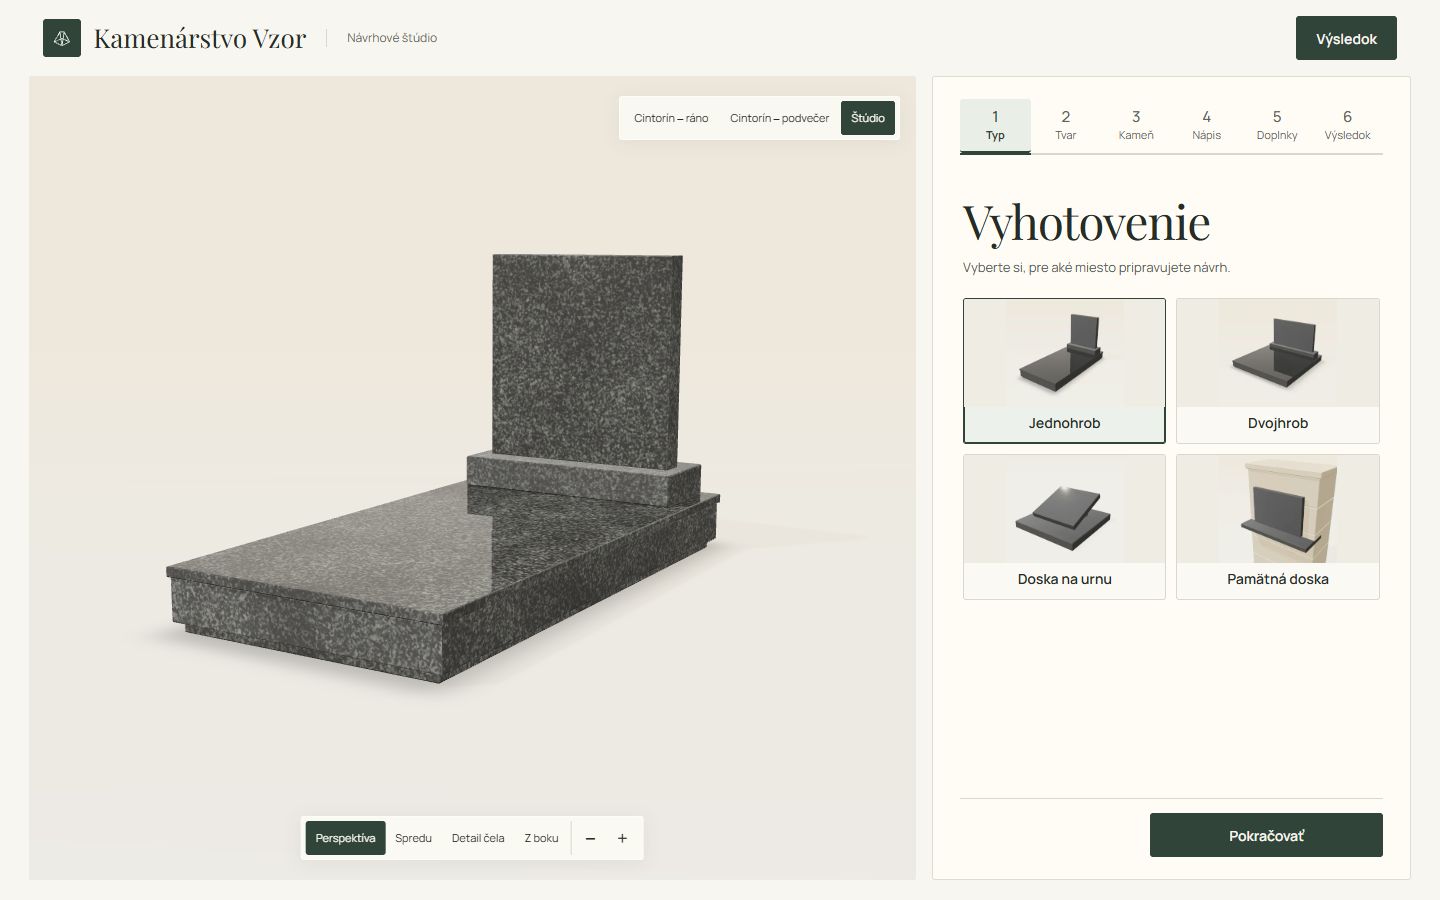 Kamenárstvo Vzor
Návrhové štúdio
Výsledok
Cintorín – ráno
Cintorín – podvečer
Štúdio
1
Typ
2
Tvar
3
Kameň
4
Nápis
5
Doplnky
6
Výsledok
Vyhotovenie
Vyberte si, pre aké miesto pripravujete návrh.
Jednohrob
Dvojhrob
Doska na urnu
Pamätná doska
Perspektíva
Spredu
Detail čela
Z boku
−
+
Pokračovať